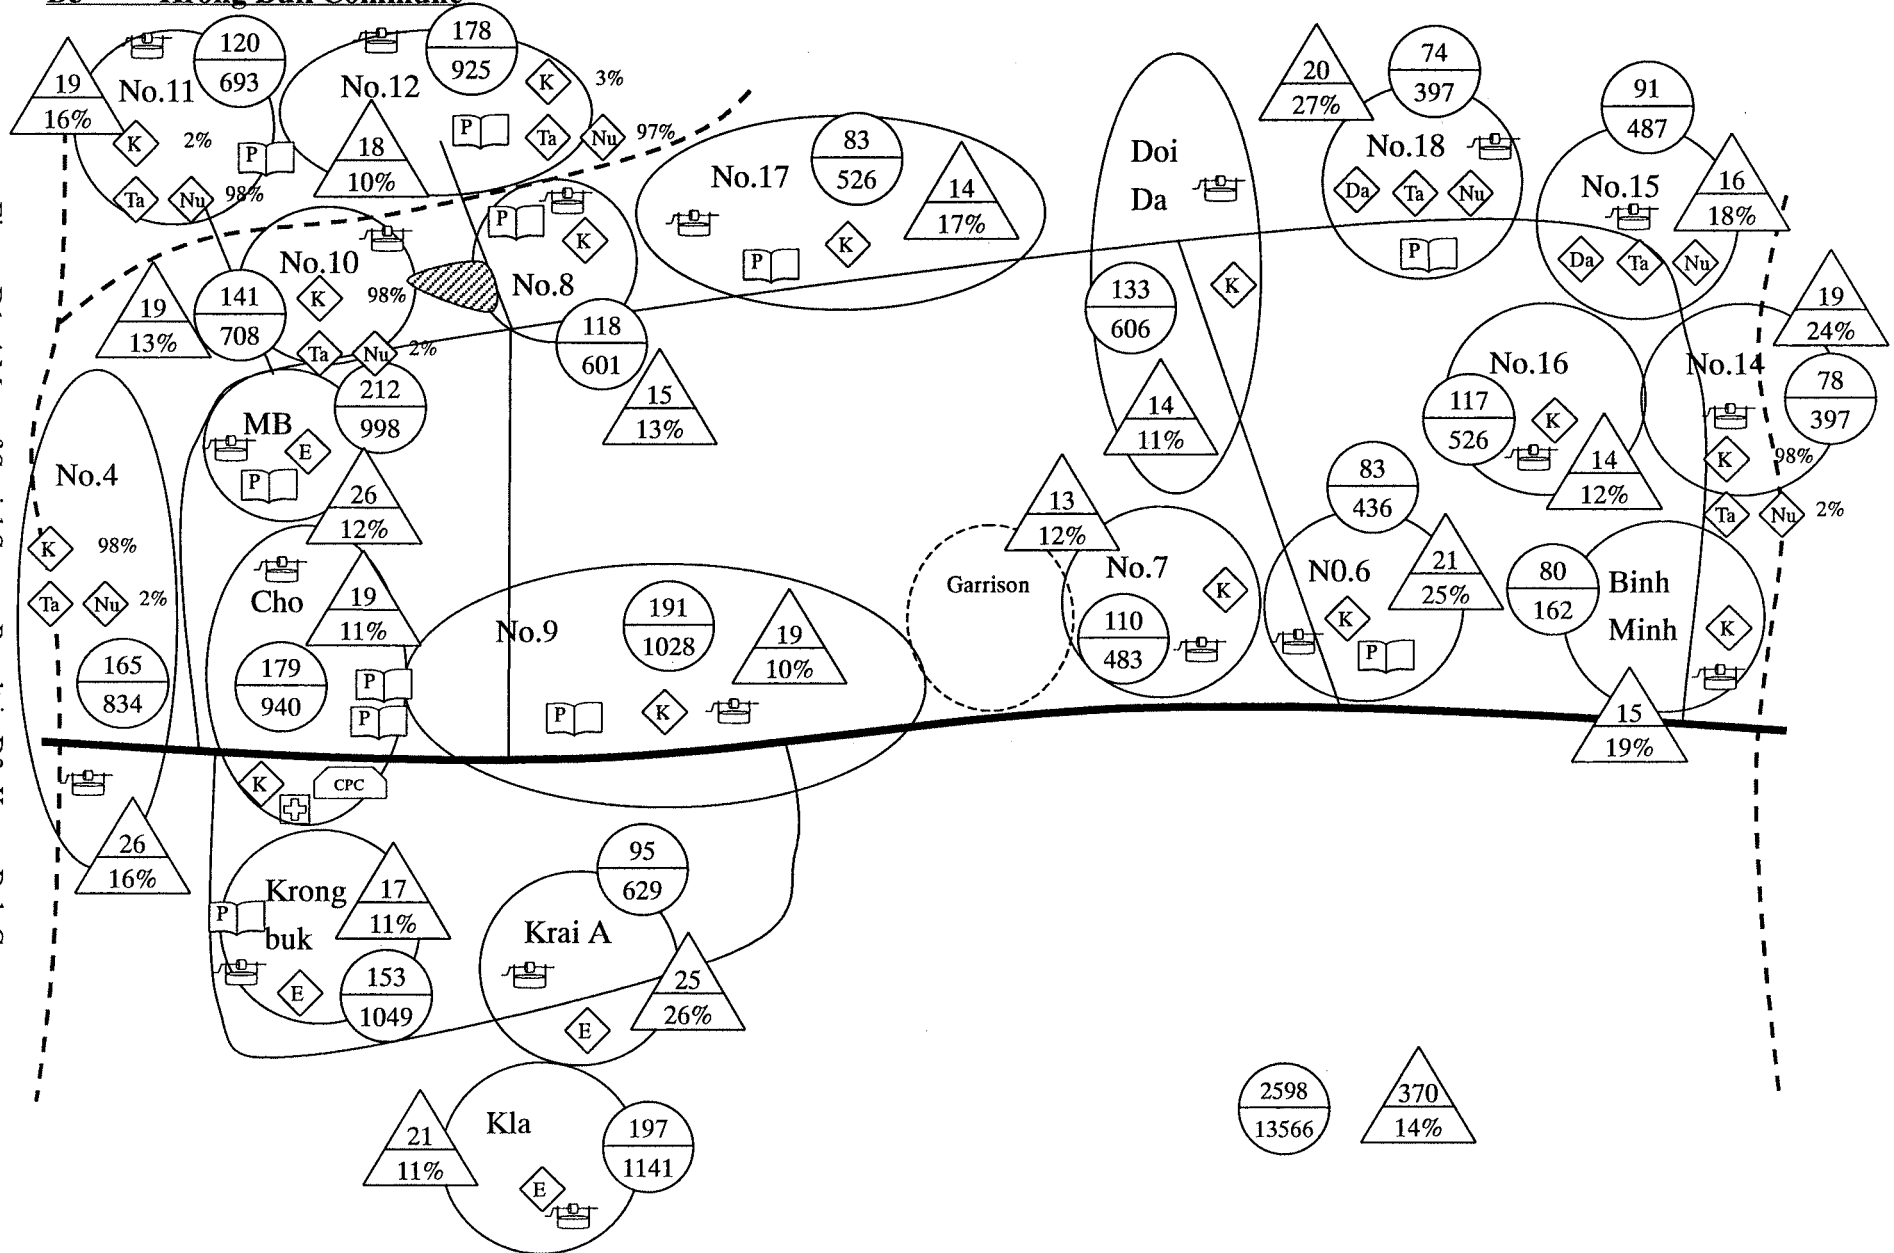 Krong Buk Commune
120
693
19
16%
No.11
K
2%
P
Ta
Nu
98%
178
925
No.12
K
3%
P
Ta
Nu
97%
18
10%
83
526
No.17
14
17%
P
K
Doi
Da
133
606
K
14
11%
20
27%
74
397
No.18
Da
Ta
Nu
P
91
487
No.15
16
18%
Da
Ta
Nu
No.10
K
98%
141
708
19
13%
Ta
Nu
2%
P
K
No.8
118
601
15
13%
No.16
117
526
K
14
12%
19
24%
No.14
78
397
K
98%
Ta
Nu
2%
MB
212
998
E
P
26
12%
No.4
K
98%
Ta
Nu
2%
165
834
26
16%
Cho
19
11%
179
940
P
P
K
CPC
No.9
191
1028
19
10%
P
K
Garrison
13
12%
No.7
K
110
483
83
436
N0.6
21
25%
K
P
80
162
Binh
Minh
K
15
19%
Krong
buk
P
17
11%
E
153
1049
95
629
Krai A
25
26%
E
Kla
21
11%
197
1141
E
2598
13566
370
14%